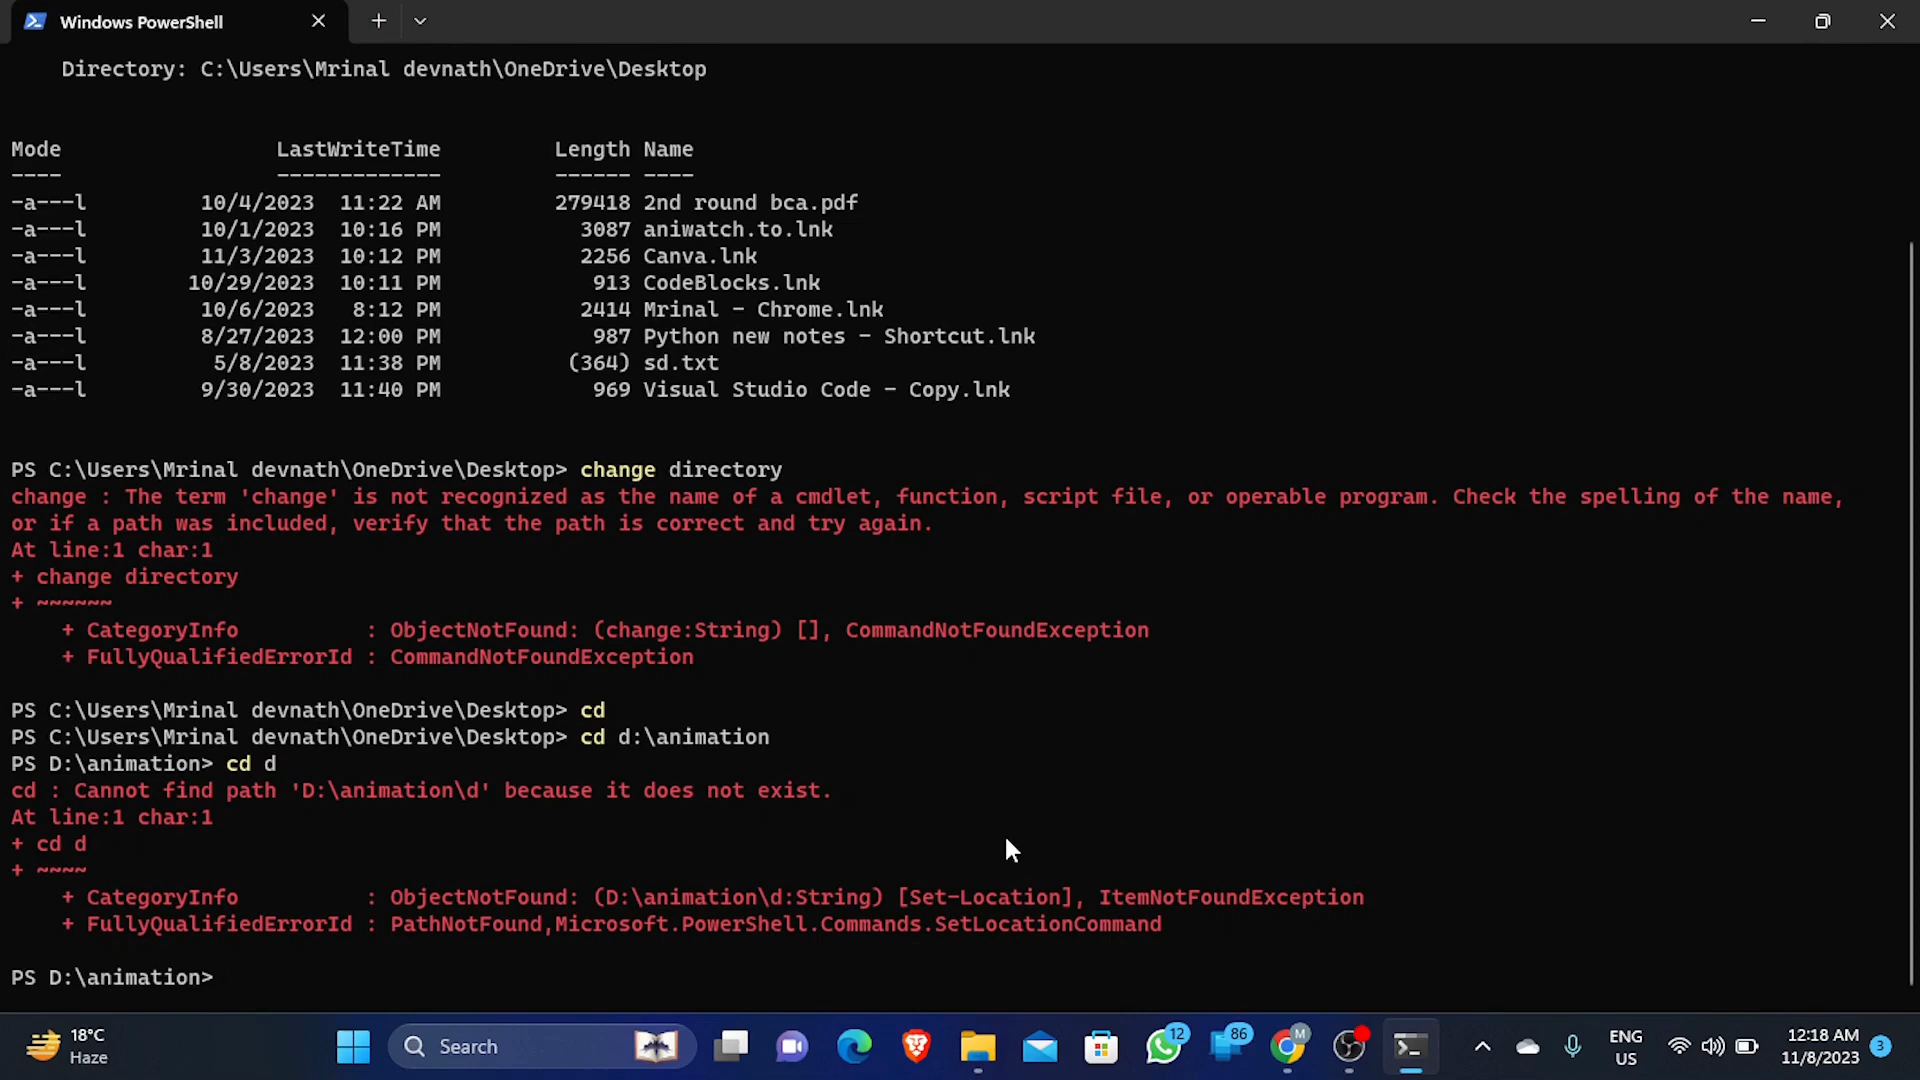 Windows PowerShell
Directory: C:\Users\Mrinal devnath\OneDrive\Desktop
Mode LastWriteTime Length Name
---- ------------- ------ ----
-a---l 10/4/2023 11:22 AM 279418 2nd round bca.pdf
-a---l 10/1/2023 10:16 PM 3087 aniwatch.to.lnk
-a---l 11/3/2023 10:12 PM 2256 Canva.lnk
-a---l 10/29/2023 10:11 PM 913 CodeBlocks.lnk
-a---l 10/6/2023 8:12 PM 2414 Mrinal - Chrome.lnk
-a---l 8/27/2023 12:00 PM 987 Python new notes - Shortcut.lnk
-a---l 5/8/2023 11:38 PM (364) sd.txt
-a---l 9/30/2023 11:40 PM 969 Visual Studio Code - Copy.lnk
PS C:\Users\Mrinal devnath\OneDrive\Desktop> change directory
change : The term 'change' is not recognized as the name of a cmdlet, function, script file, or operable program. Check the spelling of the name,
or if a path was included, verify that the path is correct and try again.
At line:1 char:1
+ change directory
+ ~~~~~~
+ CategoryInfo : ObjectNotFound: (change:String) [], CommandNotFoundException
+ FullyQualifiedErrorId : CommandNotFoundException
PS C:\Users\Mrinal devnath\OneDrive\Desktop> cd
PS C:\Users\Mrinal devnath\OneDrive\Desktop> cd d:\animation
PS D:\animation> cd d
cd : Cannot find path 'D:\animation\d' because it does not exist.
At line:1 char:1
+ cd d
+ ~~~~
+ CategoryInfo : ObjectNotFound: (D:\animation\d:String) [Set-Location], ItemNotFoundException
+ FullyQualifiedErrorId : PathNotFound,Microsoft.PowerShell.Commands.SetLocationCommand
PS D:\animation>
18°C
Haze
Search
12
86
M
ENG
US
12:18 AM
11/8/2023
3